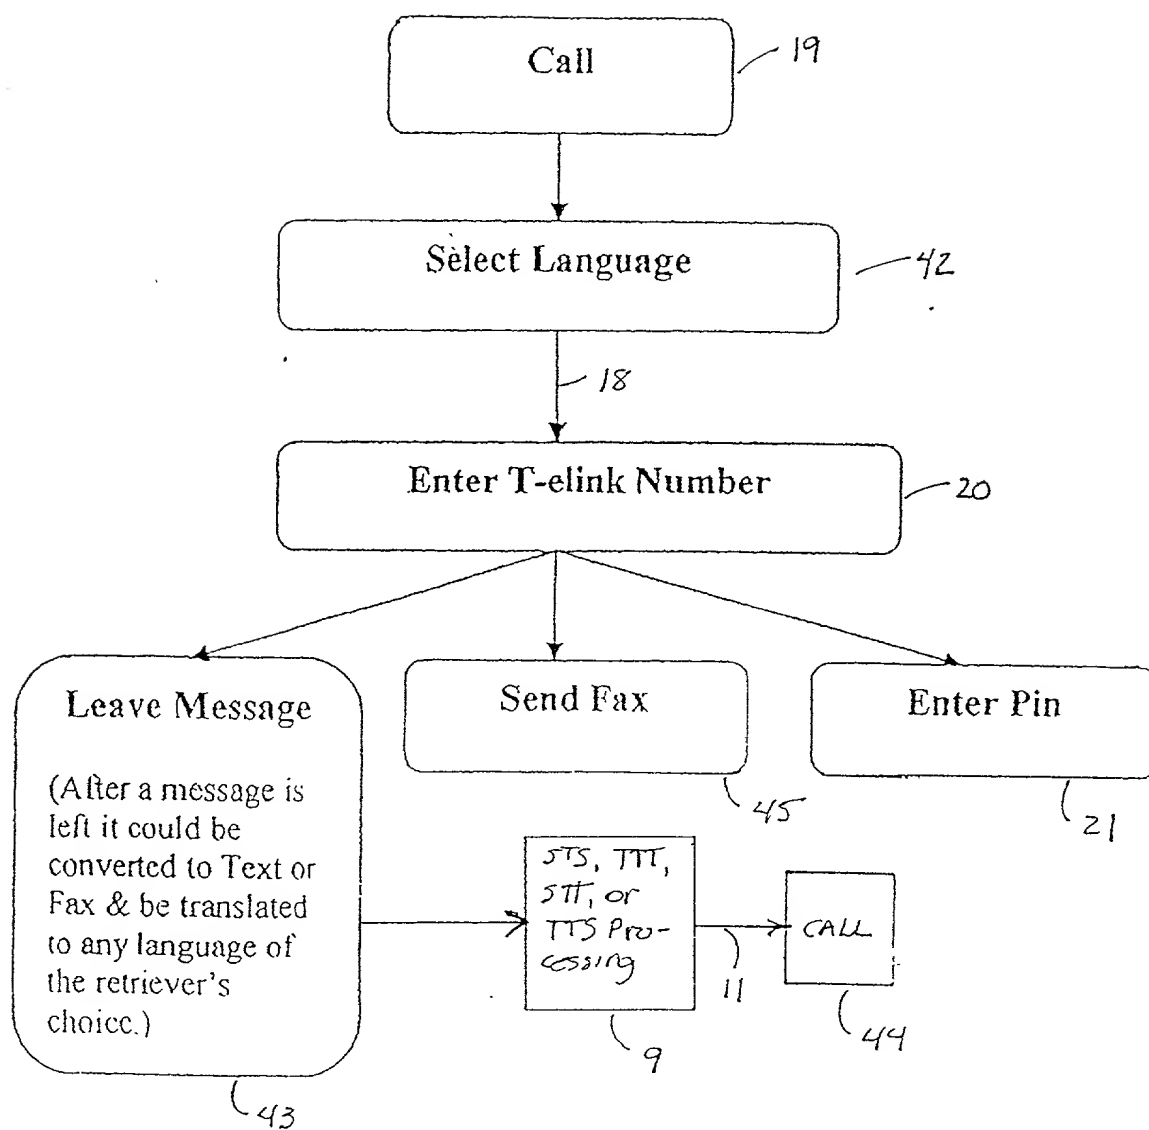 Call
19
Select Language
42
18
Enter T-elink Number
20
Leave Message
(After a message is
left it could be
converted to Text or
Fax & be translated
to any language of
the retriever's
choice.)
43
Send Fax
45
Enter Pin
21
STS, TTT,
STT, or
TTS Pro-
cessing
9
11
CALL
44